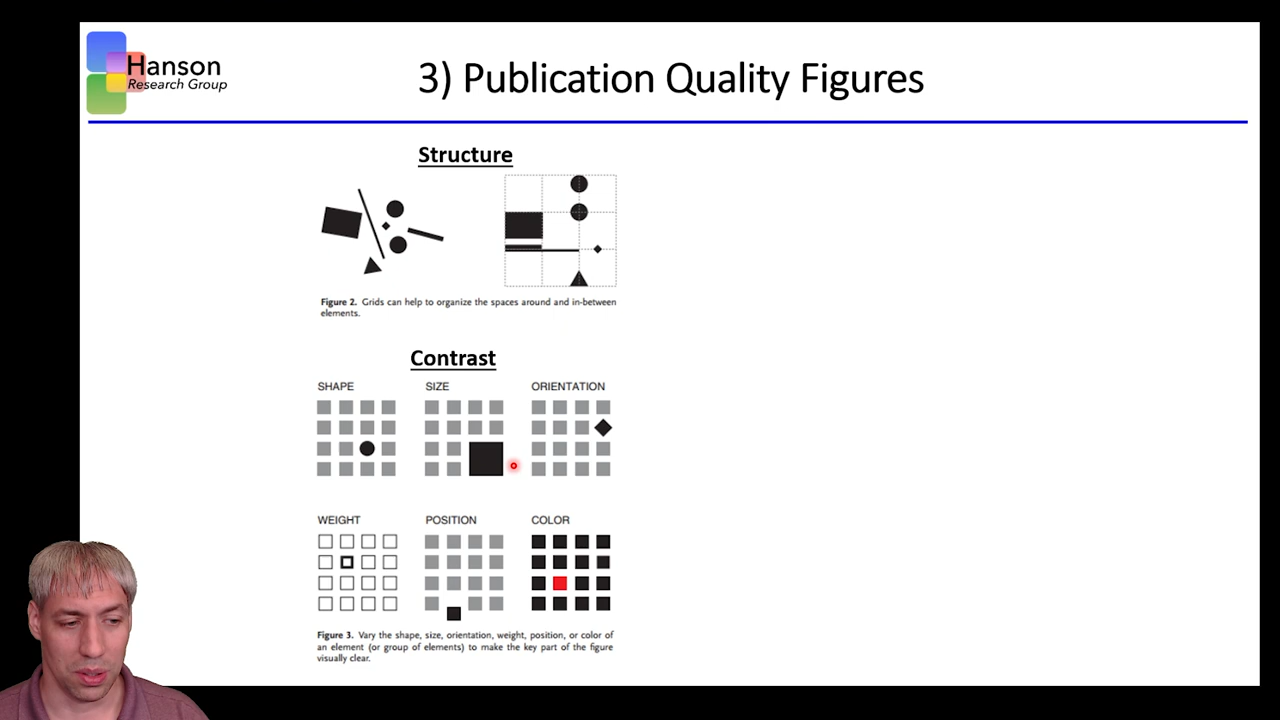 Hanson
Research Group
3) Publication Quality Figures
Structure
Figure 2. Grids can help to organize the spaces around and in-between
elements.
Contrast
SHAPE
SIZE
ORIENTATION
WEIGHT
POSITION
COLOR
Figure 3. Vary the shape, size, orientation, weight, position, or color of
an element (or group of elements) to make the key part of the figure
visually clear.